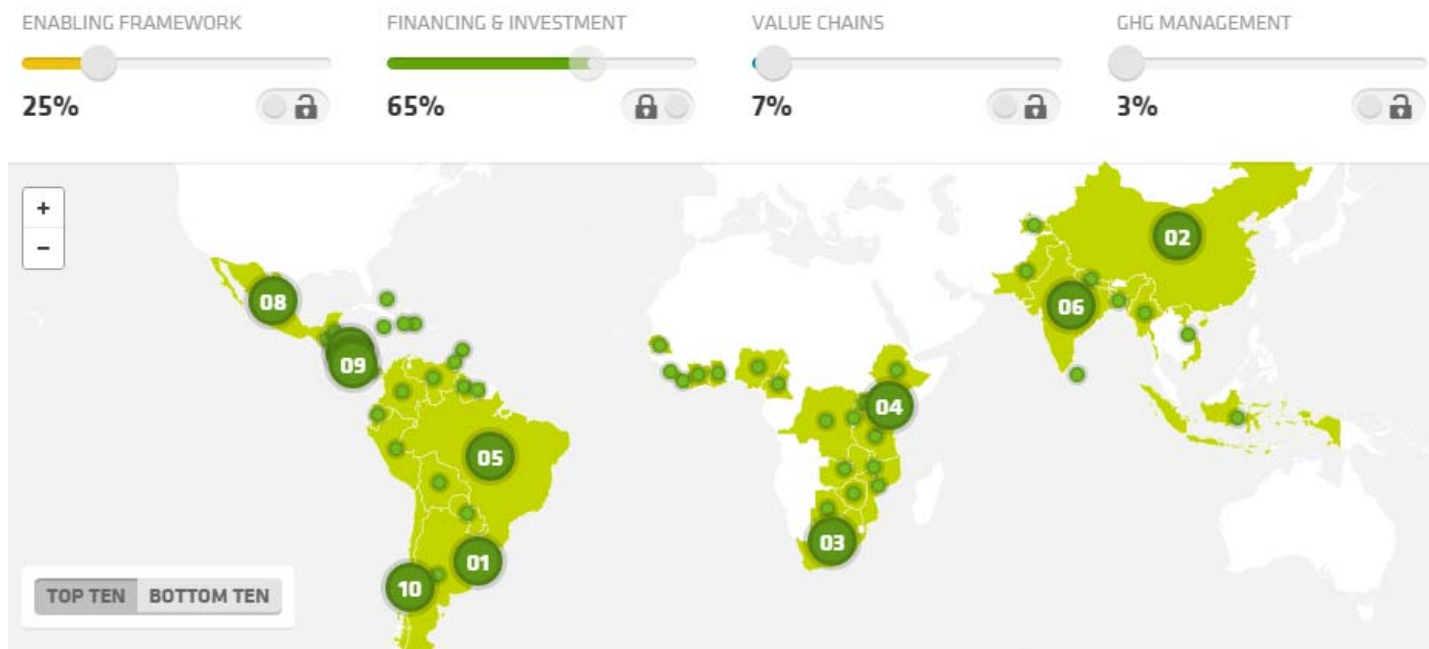 ENABLING FRAMEWORK
FINANCING & INVESTMENT
VALUE CHAINS
GHG MANAGEMENT
25%
65%
7%
3%
+
−
02
08
06
09
04
05
03
01
10
TOP TEN
BOTTOM TEN